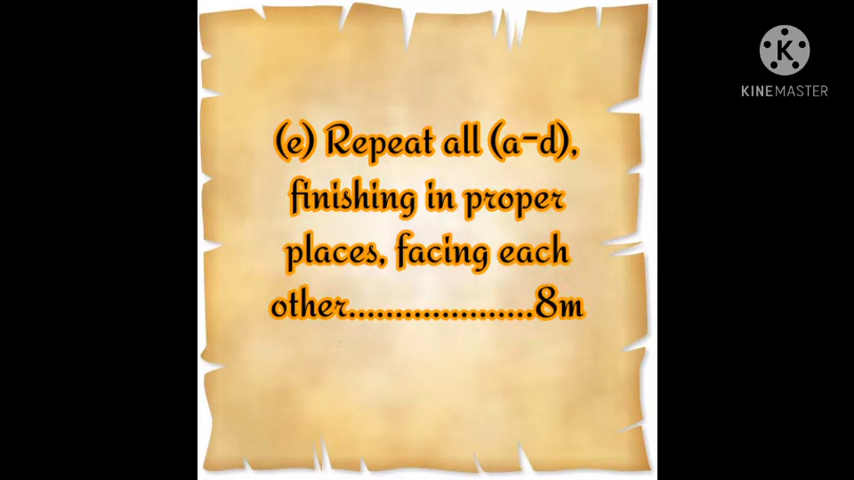 (e) Repeat all (a-d),
finishing in proper
places, facing each
other....................8m
K
KINEMASTER